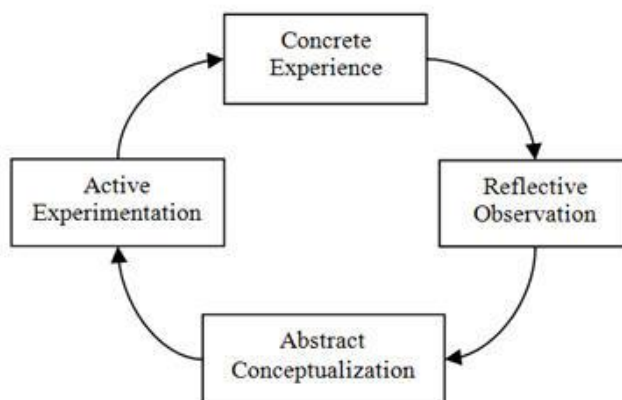 Concrete
Experience
Reflective
Observation
Abstract
Conceptualization
Active
Experimentation